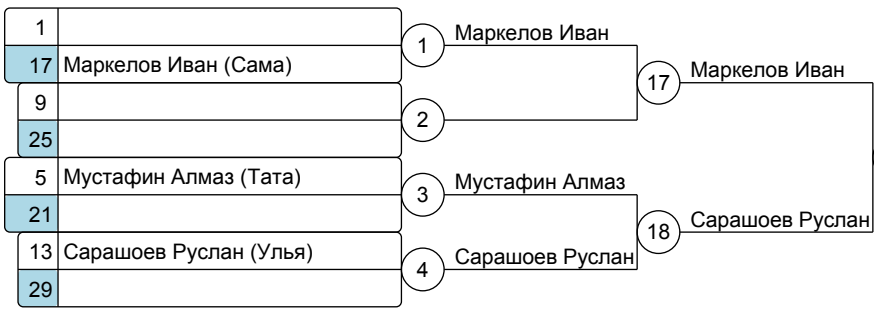 1
1 Маркелов Иван
17 Маркелов Иван (Сама)
17 Маркелов Иван
9
2
25
5 Мустафин Алмаз (Тата)
3 Мустафин Алмаз
21
18 Сарашоев Руслан
13 Сарашоев Руслан (Улья)
4 Сарашоев Руслан
29